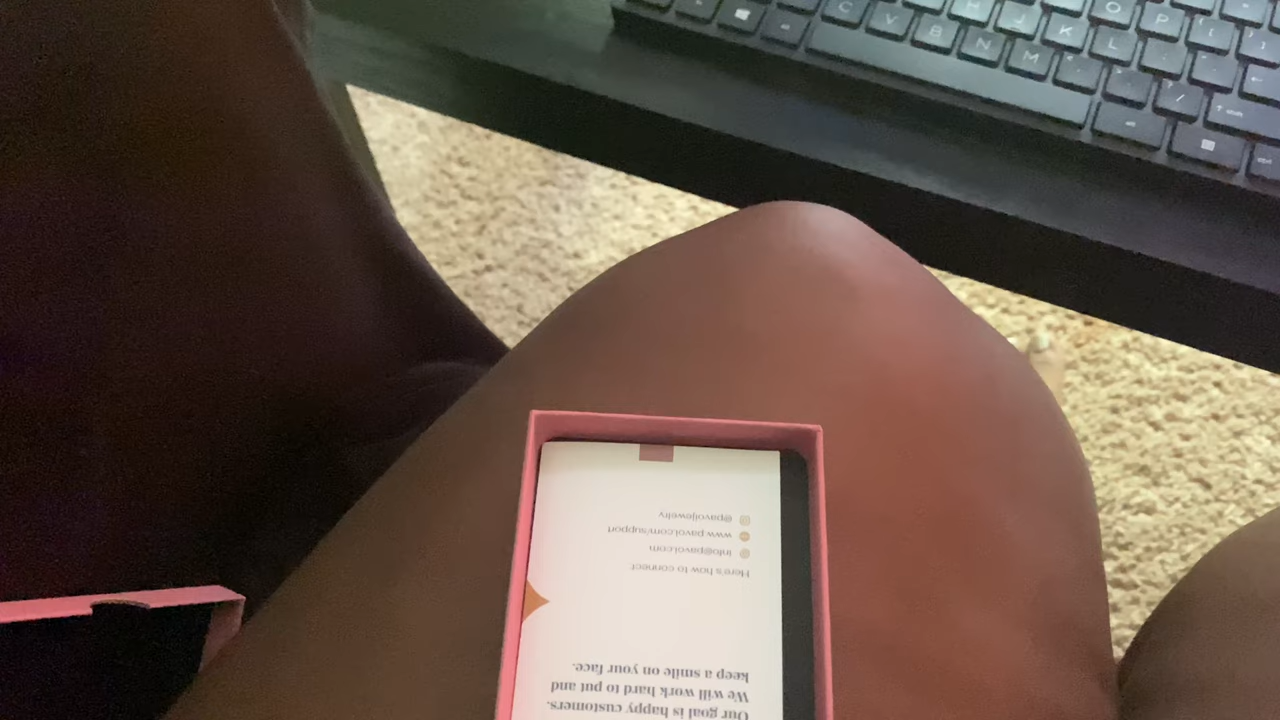 Our goal is happy customers.
We will work hard to put and
keep a smile on your face.
Here's how to connect
info@pavoi.com
www.pavoi.com/support
@pavoijewelry
C V B N M
J K L
O P